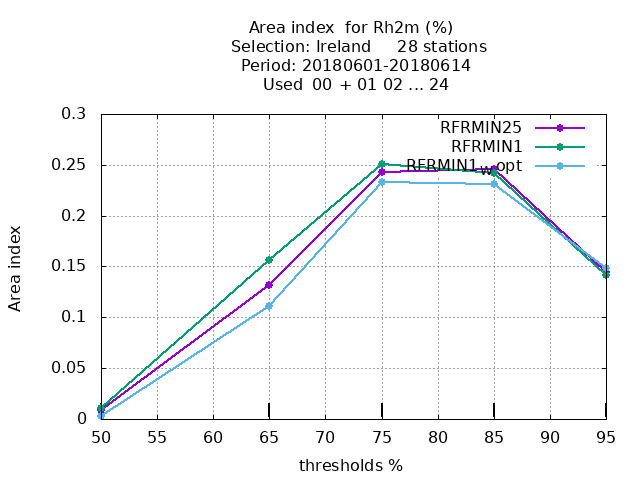 Area index  for Rh2m (%)
Selection: Ireland     28 stations
Period: 20180601-20180614
Used  00 + 01 02 ... 24
RFRMIN25
RFRMIN1
RFRMIN1_w_opt
0.3
0.25
0.2
0.15
0.1
0.05
0
Area index
50 55 60 65 70 75 80 85 90 95
thresholds %